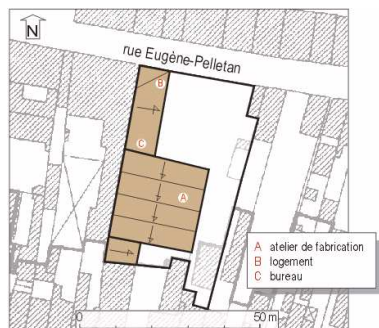 N
rue Eugène-Pelletan
B
C
A
A atelier de fabrication
B logement
C bureau
0 50 m